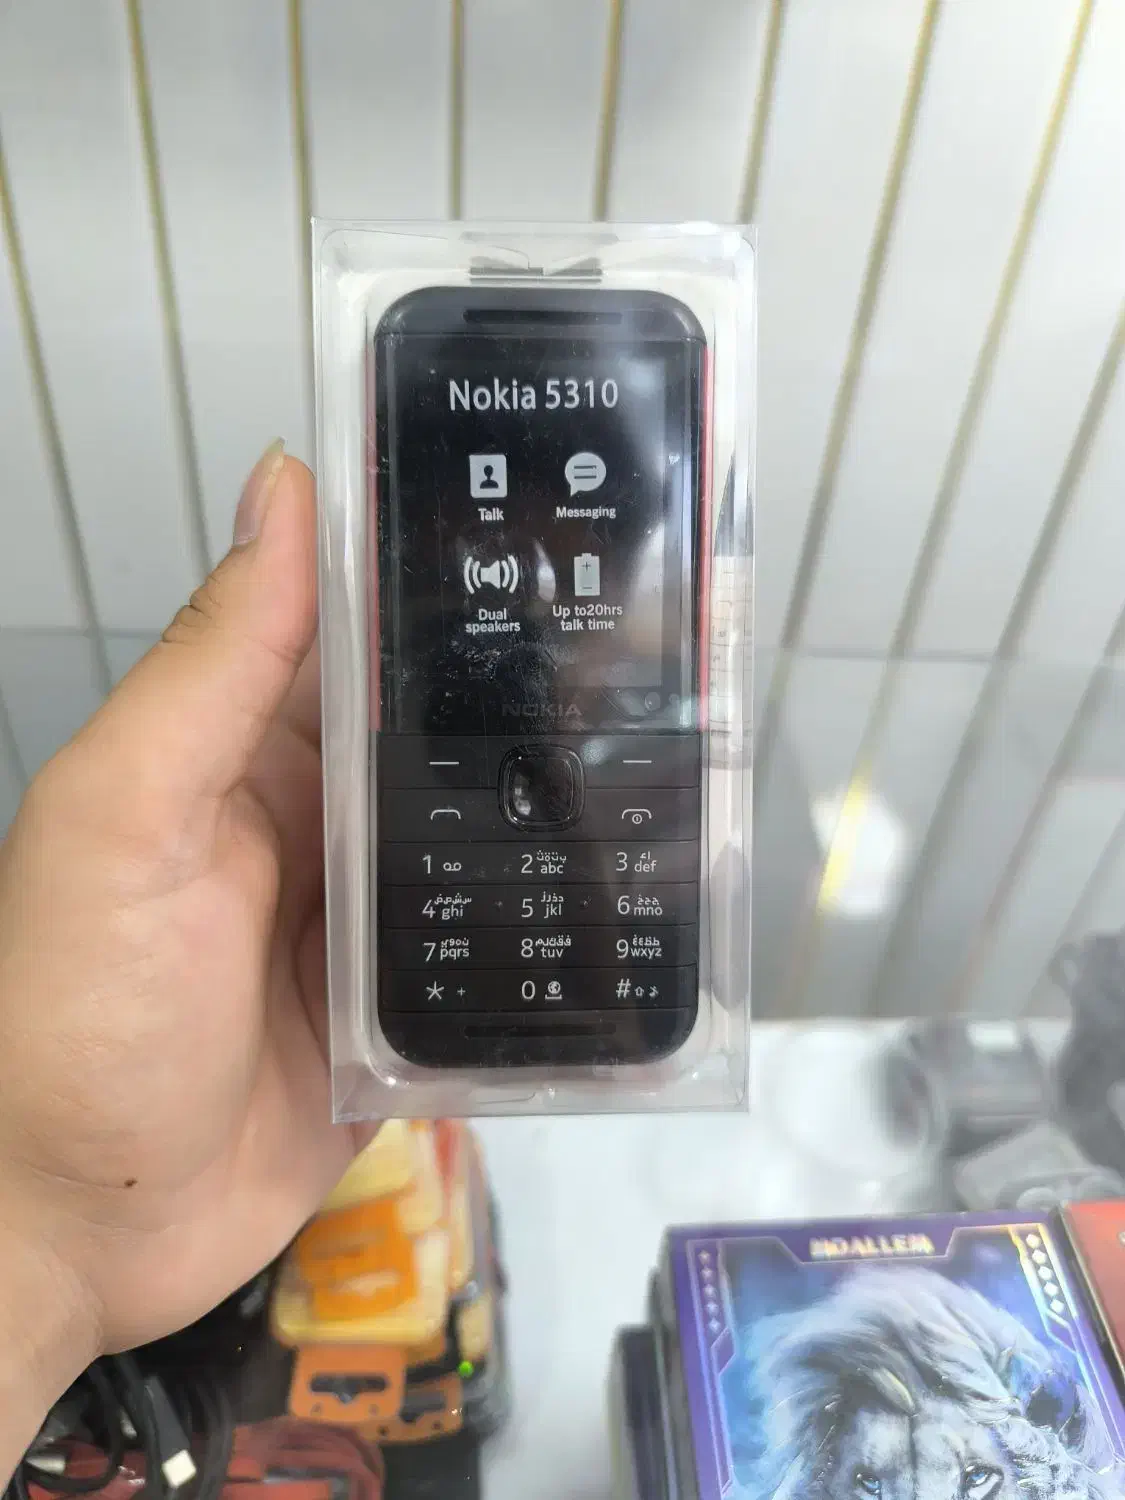 Nokia 5310
Talk
Messaging
Dual
speakers
Up to20hrs
talk time
NOKIA
1
2 abc
3 def
4 ghi
5 jkl
6 mno
7 pqrs
8 tuv
9 wxyz
* +
0
#